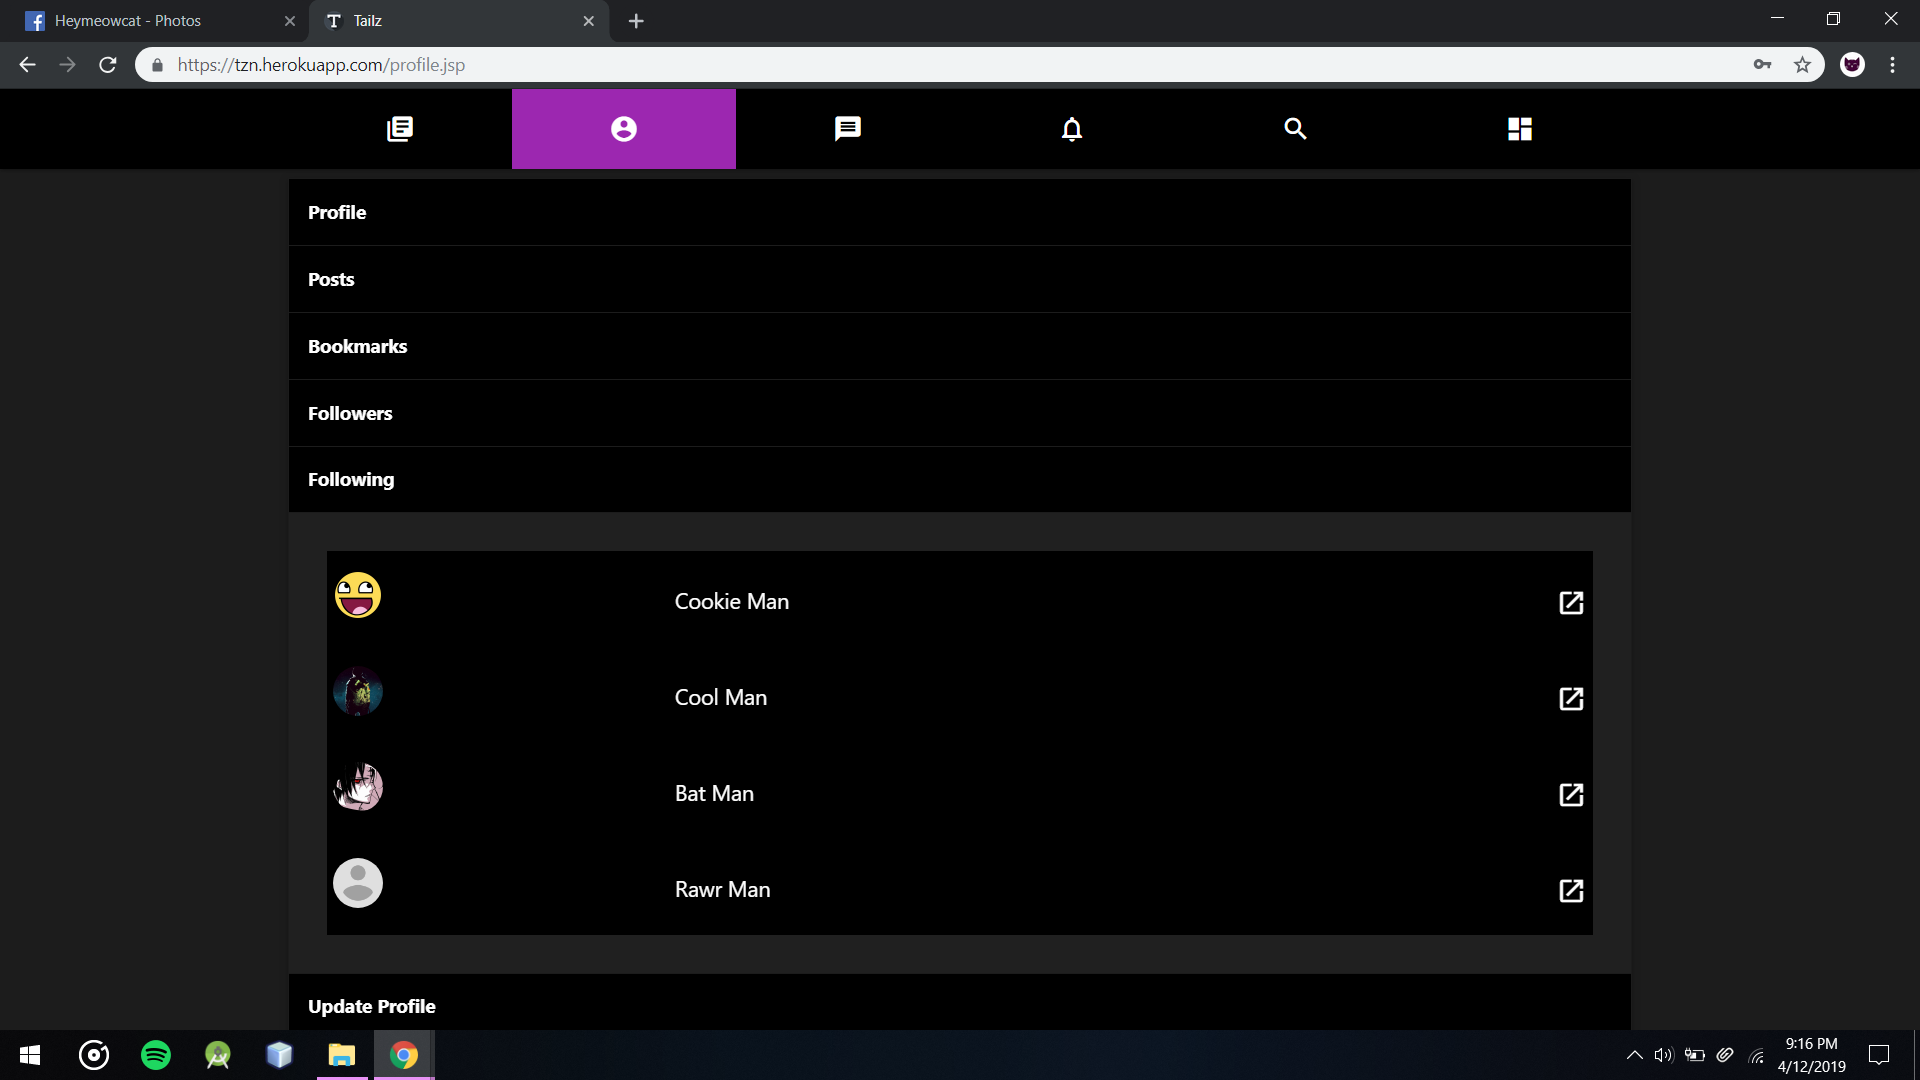 Heymeowcat - Photos
Tailz
https://tzn.herokuapp.com/profile.jsp
Profile
Posts
Bookmarks
Followers
Following
Cookie Man
Cool Man
Bat Man
Rawr Man
Update Profile
9:16 PM
4/12/2019